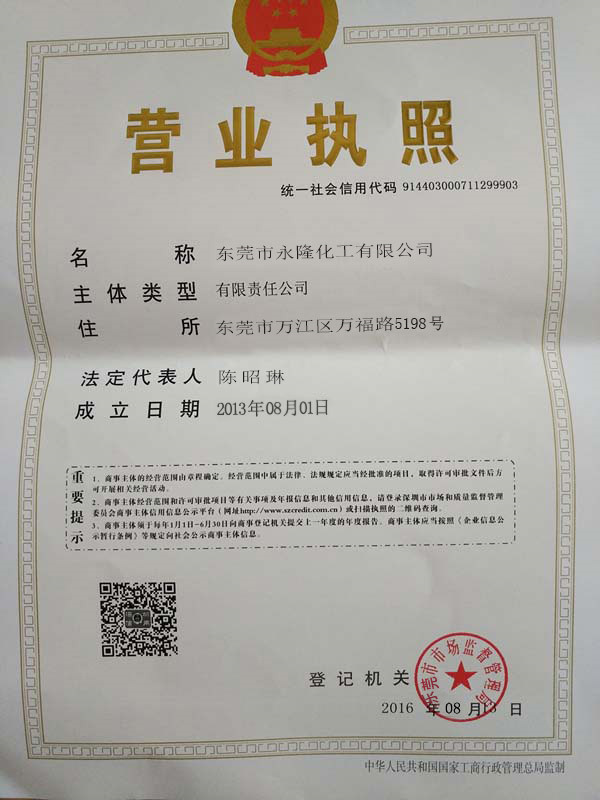 营业执照
统一社会信用代码 914403000711299903
名称 东莞市永隆化工有限公司
主体类型 有限责任公司
住所 东莞市万江区万福路5198号
法定代表人 陈昭琳
成立日期 2013年08月01日
重要提示
1、商事主体的经营范围由章程确定。经营范围中属于法律、法规规定应当经批准的项目，取得许可审批文件后方
可开展相关经营活动。
2、商事主体经营范围和许可审批项目等有关事项及年报信息和其他信用信息，请登录深圳市市场和质量监督管理
委员会商事主体信用信息公示平台（网址http://www.szcredit.com.cn）或扫描执照的二维码查询。
3、商事主体须于每年1月1日-6月30日向商事登记机关提交上一年度的年度报告。商事主体应当按照《企业信息公
示暂行条例》等规定向社会公示商事主体信息。
登记机关
东莞市市场监督管理局
2016 年 08 月 13 日
中华人民共和国国家工商行政管理总局监制